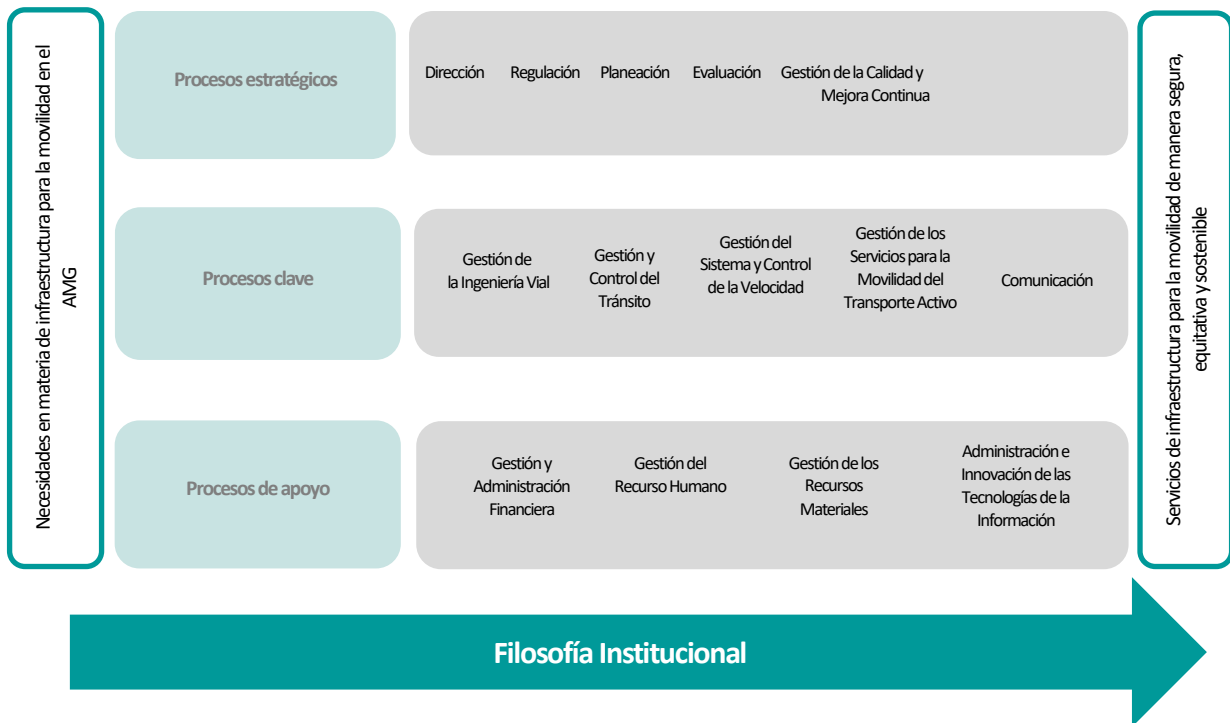 Necesidades en materia de infraestructura para la movilidad en el
AMG
Procesos estratégicos
Dirección
Regulación
Planeación
Evaluación
Gestión de la Calidad y
Mejora Continua
Procesos clave
Gestión de
la Ingeniería Vial
Gestión y
Control del
Tránsito
Gestión del
Sistema y Control
de la Velocidad
Gestión de los
Servicios para la
Movilidad del
Transporte Activo
Comunicación
Procesos de apoyo
Gestión y
Administración
Financiera
Gestión del
Recurso Humano
Gestión de los
Recursos
Materiales
Administración e
Innovación de las
Tecnologías de la
Información
Servicios de infraestructura para la movilidad de manera segura,
equitativa y sostenible
Filosofía Institucional